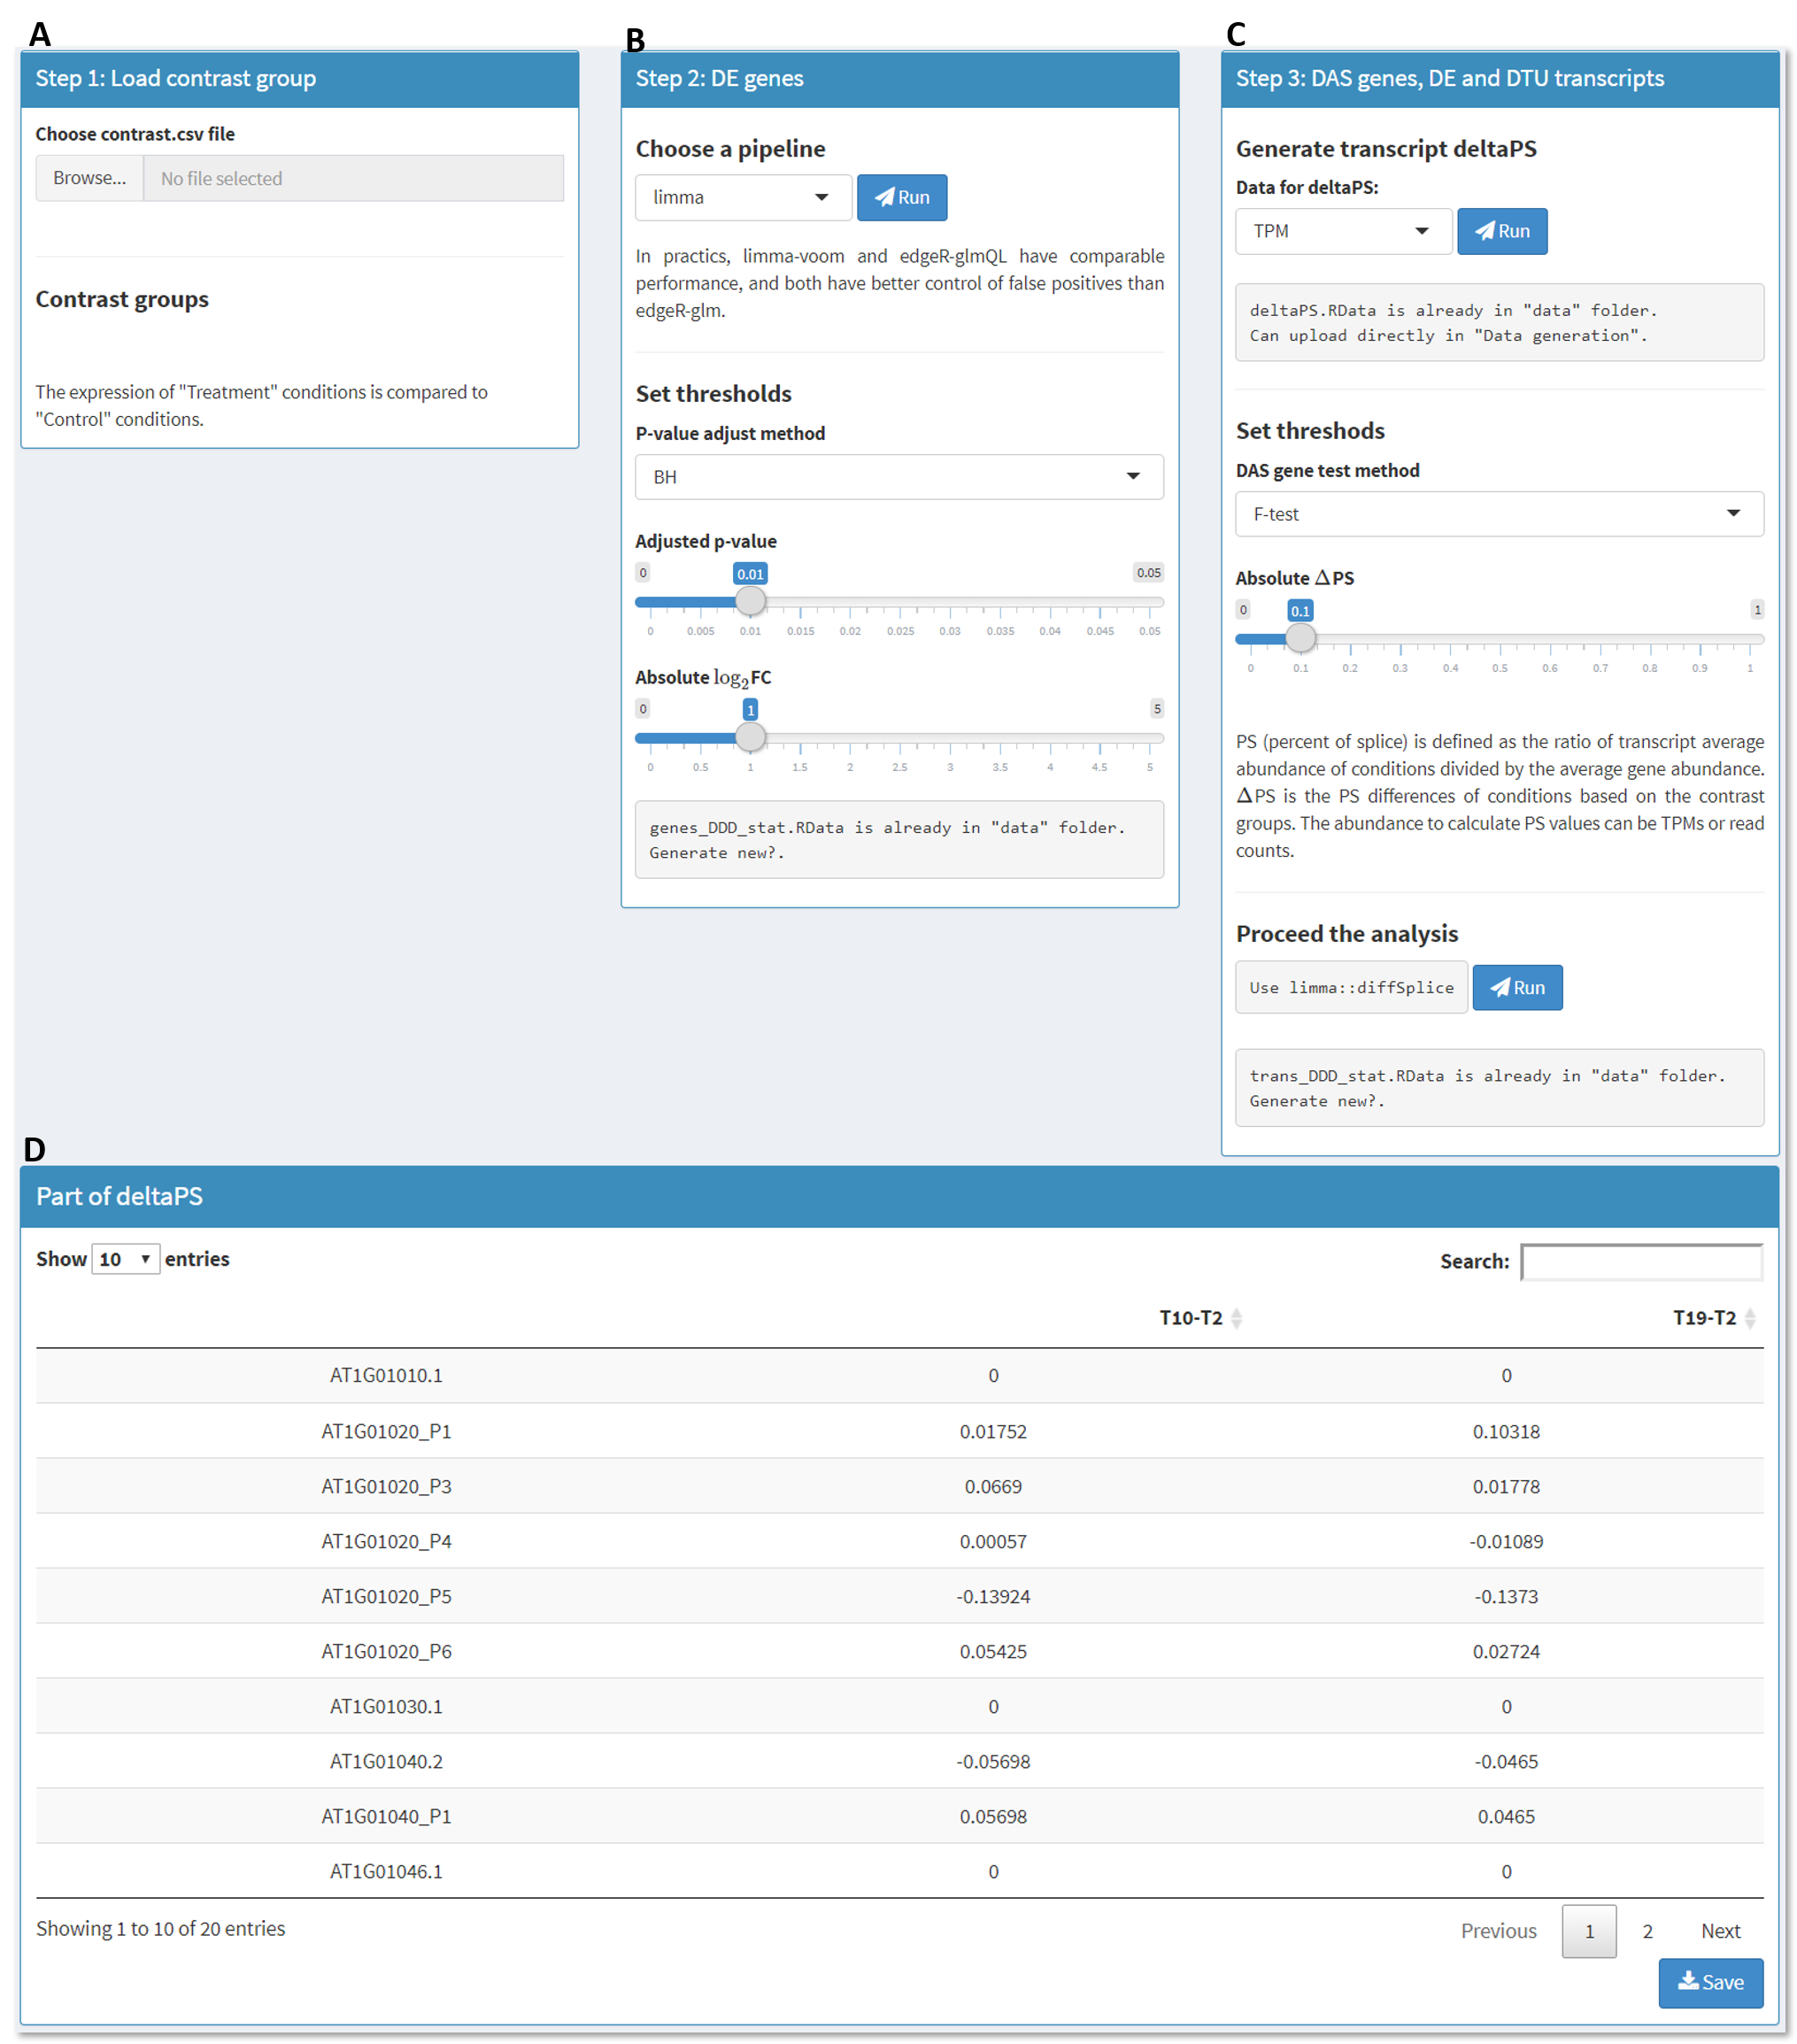 A
Step 1: Load contrast group
Choose contrast.csv file
Browse... No file selected
Contrast groups
The expression of "Treatment" conditions is compared to
"Control" conditions.
B
Step 2: DE genes
Choose a pipeline
limma Run
In practics, limma-voom and edgeR-glmQL have comparable
performance, and both have better control of false positives than
edgeR-glm.
Set thresholds
P-value adjust method
BH
Adjusted p-value
0 0.01 0.05
0 0.005 0.01 0.015 0.02 0.025 0.03 0.035 0.04 0.045 0.05
Absolute log2FC
0 1 5
0 0.5 1 1.5 2 2.5 3 3.5 4 4.5 5
genes_DDD_stat.RData is already in "data" folder.
Generate new?.
C
Step 3: DAS genes, DE and DTU transcripts
Generate transcript deltaPS
Data for deltaPS:
TPM Run
deltaPS.RData is already in "data" folder.
Can upload directly in "Data generation".
Set threshods
DAS gene test method
F-test
Absolute ΔPS
0 0.1 1
0 0.1 0.2 0.3 0.4 0.5 0.6 0.7 0.8 0.9 1
PS (percent of splice) is defined as the ratio of transcript average
abundance of conditions divided by the average gene abundance.
ΔPS is the PS differences of conditions based on the contrast
groups. The abundance to calculate PS values can be TPMs or read
counts.
Proceed the analysis
Use limma::diffSplice Run
trans_DDD_stat.RData is already in "data" folder.
Generate new?.
D
Part of deltaPS
Show 10 entries Search:
T10-T2 T19-T2
AT1G01010.1 0 0
AT1G01020_P1 0.01752 0.10318
AT1G01020_P3 0.0669 0.01778
AT1G01020_P4 0.00057 -0.01089
AT1G01020_P5 -0.13924 -0.1373
AT1G01020_P6 0.05425 0.02724
AT1G01030.1 0 0
AT1G01040.2 -0.05698 -0.0465
AT1G01040_P1 0.05698 0.0465
AT1G01046.1 0 0
Showing 1 to 10 of 20 entries Previous 1 2 Next
Save